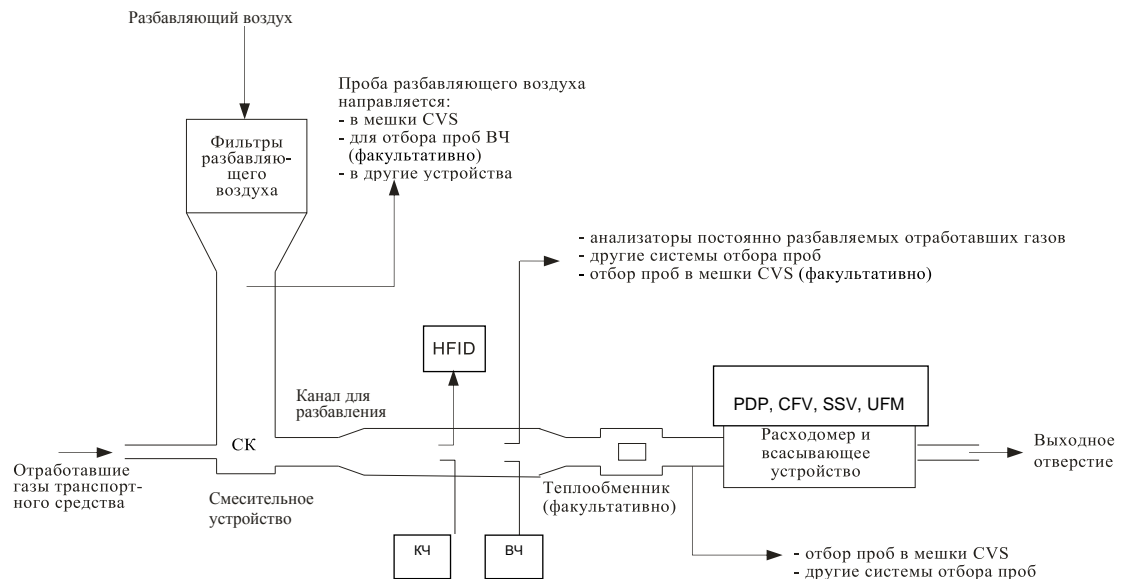 Разбавляющий воздух
Проба разбавляющего воздуха
направляется:
- в мешки CVS
- для отбора проб ВЧ
(факультативно)
- в другие устройства
Фильтры
разбавляю-
щего
воздуха
- анализаторы постоянно разбавляемых отработавших газов
- другие системы отбора проб
- отбор проб в мешки CVS (факультативно)
HFID
Канал для
разбавления
PDP, CFV, SSV, UFM
СК
Расходомер и
всасывающее
устройство
Выходное
отверстие
Отработавшие
газы транспорт-
ного средства
Смесительное
устройство
Теплообменник
(факультативно)
КЧ
ВЧ
- отбор проб в мешки CVS
- другие системы отбора проб